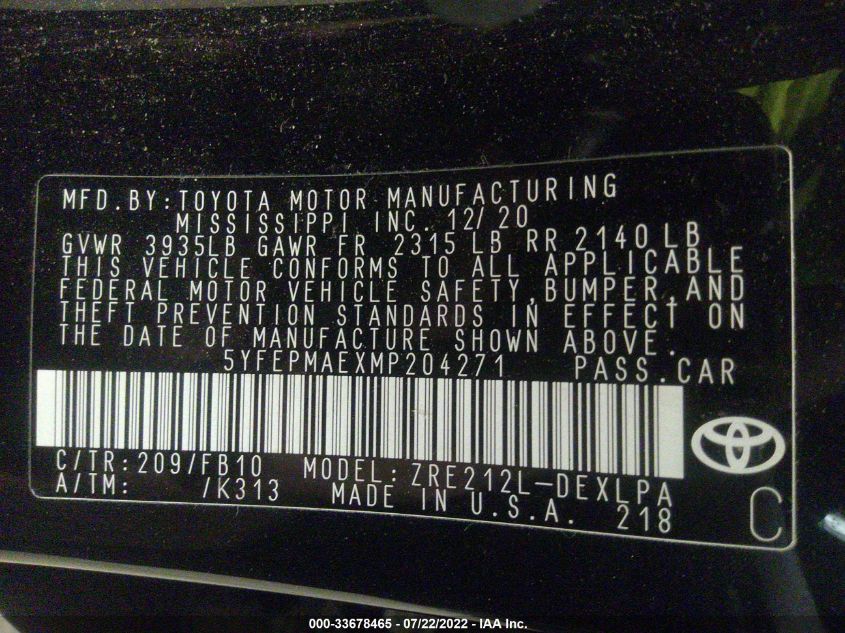 MFD.BY:TOYOTA MOTOR MANUFACTURING
MISSISSIPPI INC. 12/20
GVWR 3935LB GAWR FR 2315 LB RR 2140 LB
THIS VEHICLE CONFORMS TO ALL APPLICABLE
FEDERAL MOTOR VEHICLE SAFETY,BUMPER,AND
THEFT PREVENTION STANDARDS IN EFFECT ON
THE DATE OF MANUFACTURE SHOWN ABOVE.
5YFEPMAEXMP204271 PASS.CAR
C/TR:209/FB10 MODEL:ZRE212L-DEXLPA
A/TM: /K313 MADE IN U.S.A. 218
C
000-33678465 - 07/22/2022 - IAA Inc.